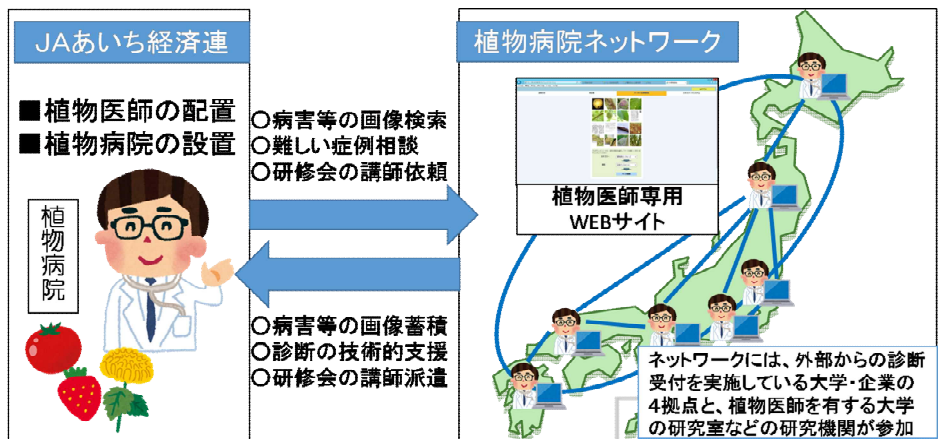 JAあいち経済連
■植物医師の配置
■植物病院の設置
植物病院
○病害等の画像検索
○難しい症例相談
○研修会の講師依頼
○病害等の画像蓄積
○診断の技術的支援
○研修会の講師派遣
植物病院ネットワーク
植物医師専用
WEBサイト
ネットワークには、外部からの診断
受付を実施している大学・企業の
4拠点と、植物医師を有する大学
の研究室などの研究機関が参加